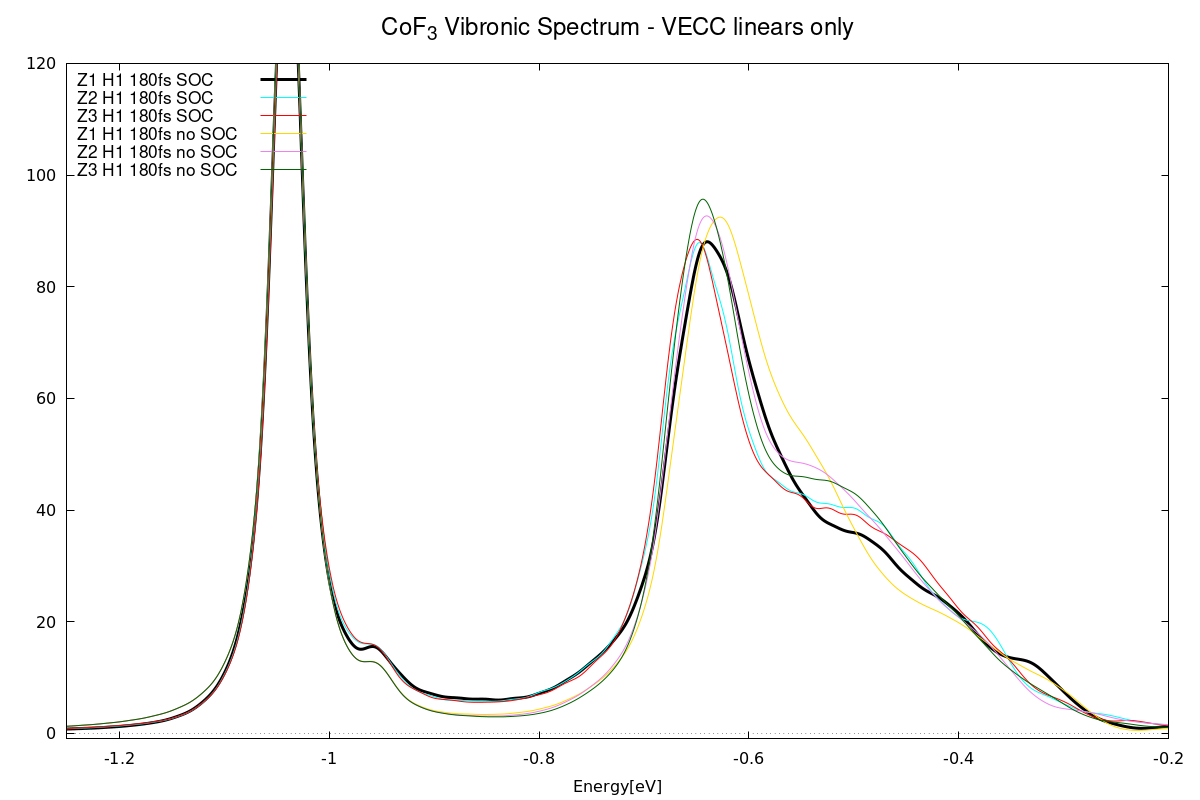 CoF3 Vibronic Spectrum - VECC linears only
120
100
80
60
40
20
0
Z1 H1 180fs SOC
Z2 H1 180fs SOC
Z3 H1 180fs SOC
Z1 H1 180fs no SOC
Z2 H1 180fs no SOC
Z3 H1 180fs no SOC
-1.2 -1 -0.8 -0.6 -0.4 -0.2
Energy[eV]